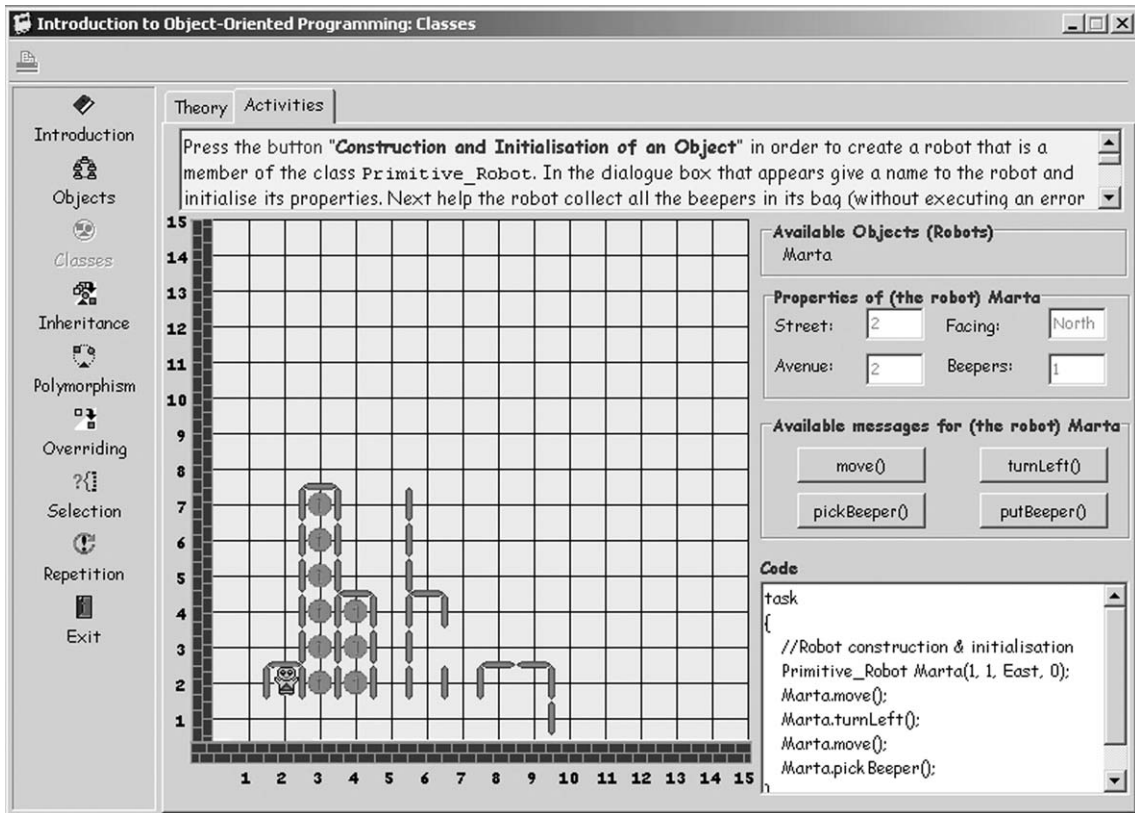 Introduction to Object-Oriented Programming: Classes
Introduction
Objects
Classes
Inheritance
Polymorphism
Overriding
Selection
Repetition
Exit
Theory
Activities
Press the button "Construction and Initialisation of an Object" in order to create a robot that is a
member of the class Primitive_Robot. In the dialogue box that appears give a name to the robot and
initialise its properties. Next help the robot collect all the beepers in its bag (without executing an error
15
14
13
12
11
10
9
8
7
6
5
4
3
2
1
1 2 3 4 5 6 7 8 9 10 11 12 13 14 15
Available Objects (Robots)
Marta
Properties of (the robot) Marta
Street: 2 Facing: North
Avenue: 2 Beepers: 1
Available messages for (the robot) Marta
move() turnLeft()
pickBeeper() putBeeper()
Code
task
{
//Robot construction & initialisation
Primitive_Robot Marta(1, 1, East, 0);
Marta.move();
Marta.turnLeft();
Marta.move();
Marta.pickBeeper();
}